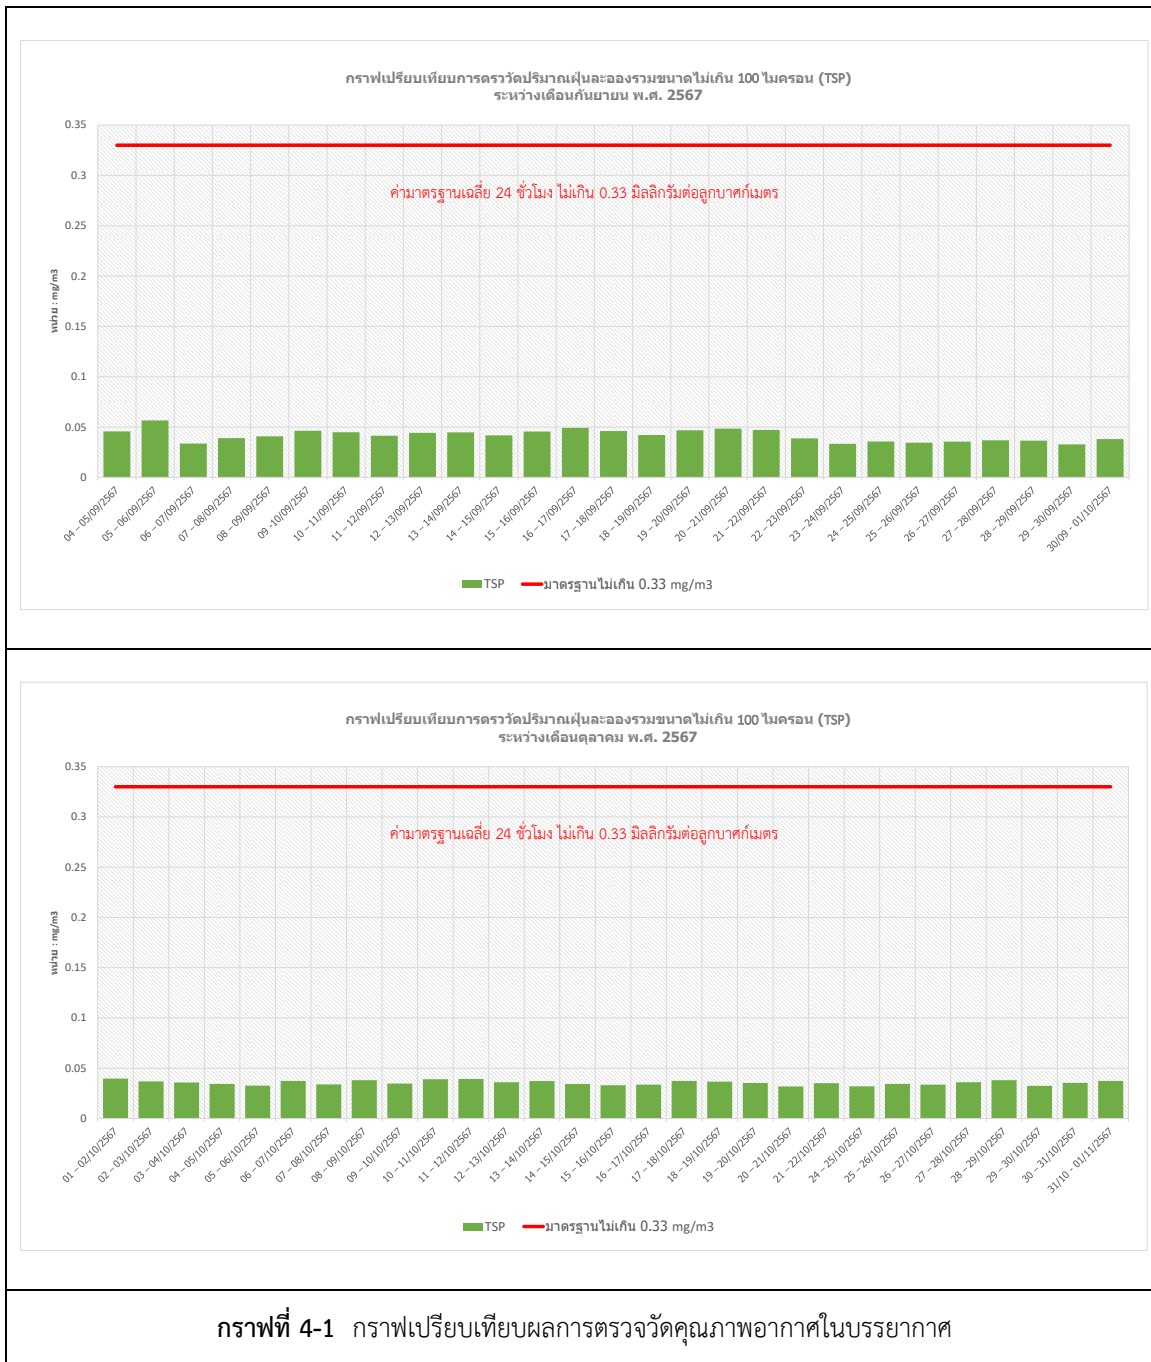 กราฟเปรียบเทียบการตรววัดปริมาณฝุ่นละอองรวมขนาดไม่เกิน 100 ไมครอน (TSP)
ระหว่างเดือนกันยายน พ.ศ. 2567
0.35
0.3
0.25
0.2
0.15
0.1
0.05
0
หน่วย : mg/m3
ค่ามาตรฐานเฉลี่ย 24 ชั่วโมง ไม่เกิน 0.33 มิลลิกรัมต่อลูกบาศก์เมตร
04 – 05/09/2567
05 – 06/09/2567
06 – 07/09/2567
07 – 08/09/2567
08 – 09/09/2567
09 -10/09/2567
10 – 11/09/2567
11 - 12/09/2567
12 - 13/09/2567
13 – 14/09/2567
14 – 15/09/2567
15 – 16/09/2567
16 – 17/09/2567
17 - 18/09/2567
18 – 19/09/2567
19 – 20/09/2567
20 – 21/09/2567
21 – 22/09/2567
22 – 23/09/2567
23 – 24/09/2567
24 – 25/09/2567
25 – 26/09/2567
26 – 27/09/2567
27 – 28/09/2567
28 – 29/09/2567
29 – 30/09/2567
30/09 - 01/10/2567
TSP
มาตรฐานไม่เกิน 0.33 mg/m3
กราฟเปรียบเทียบการตรววัดปริมาณฝุ่นละอองรวมขนาดไม่เกิน 100 ไมครอน (TSP)
ระหว่างเดือนตุลาคม พ.ศ. 2567
0.35
0.3
0.25
0.2
0.15
0.1
0.05
0
หน่วย : mg/m3
ค่ามาตรฐานเฉลี่ย 24 ชั่วโมง ไม่เกิน 0.33 มิลลิกรัมต่อลูกบาศก์เมตร
01 – 02/10/2567
02 – 03/10/2567
03 – 04/10/2567
04 – 05/10/2567
05 – 06/10/2567
06 – 07/10/2567
07 – 08/10/2567
08 – 09/10/2567
09 – 10/10/2567
10 – 11/10/2567
11 – 12/10/2567
12 – 13/10/2567
13 – 14/10/2567
14 – 15/10/2567
15 – 16/10/2567
16 – 17/10/2567
17 – 18/10/2567
18 – 19/10/2567
19 – 20/10/2567
20 – 21/10/2567
21 – 22/10/2567
24 – 25/10/2567
25 – 26/10/2567
26 – 27/10/2567
27 – 28/10/2567
28 – 29/10/2567
29 – 30/10/2567
30 – 31/10/2567
31/10 - 01/11/2567
TSP
มาตรฐานไม่เกิน 0.33 mg/m3
กราฟที่ 4-1 กราฟเปรียบเทียบผลการตรวจวัดคุณภาพอากาศในบรรยากาศ